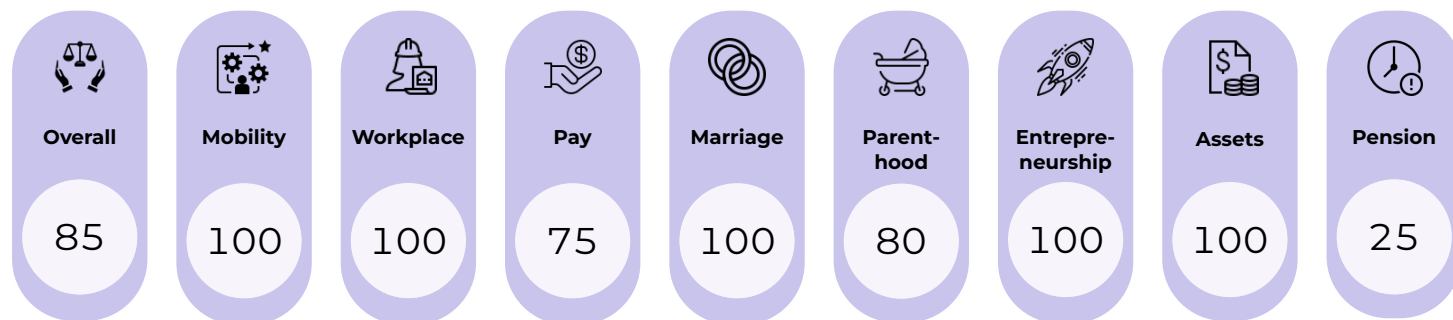 Overall
85
Mobility
100
Workplace
100
$
Pay
75
Marriage
100
Parent-
hood
80
Entrepre-
neurship
100
$
Assets
100
!
Pension
25